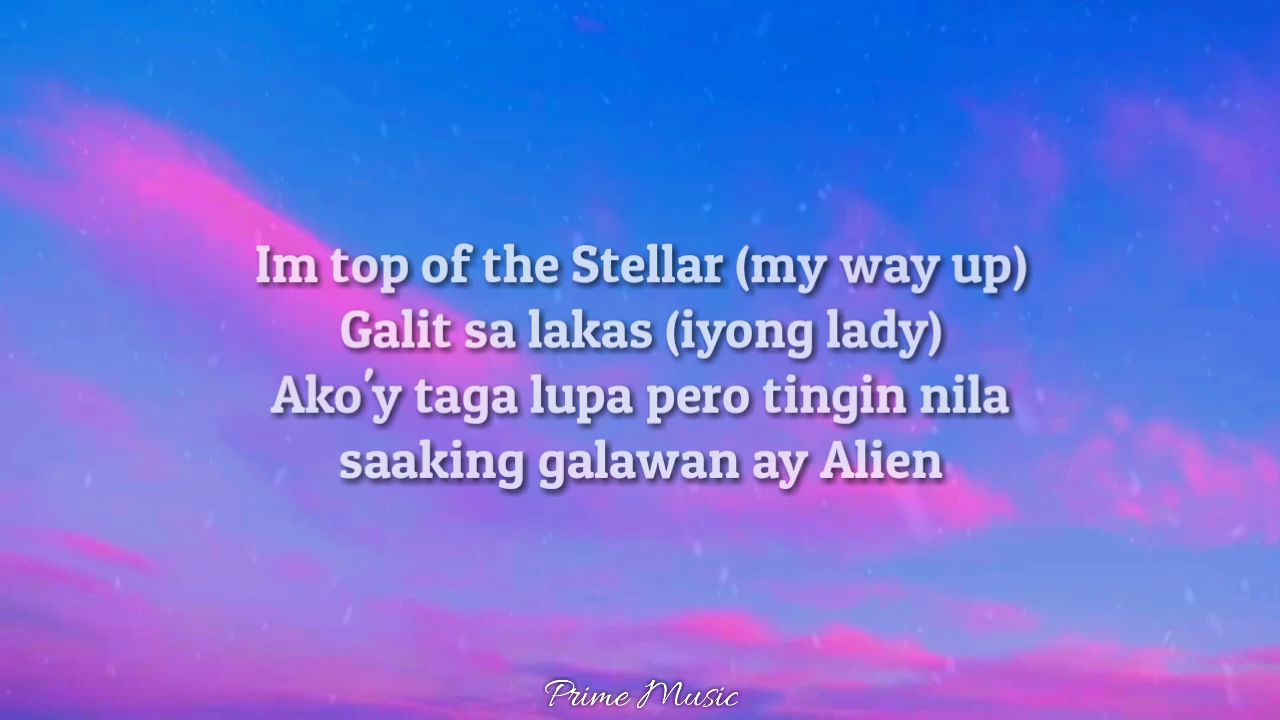 Im top of the Stellar (my way up)
Galit sa lakas (iyong lady)
Ako'y taga lupa pero tingin nila
saaking galawan ay Alien
Prime Music